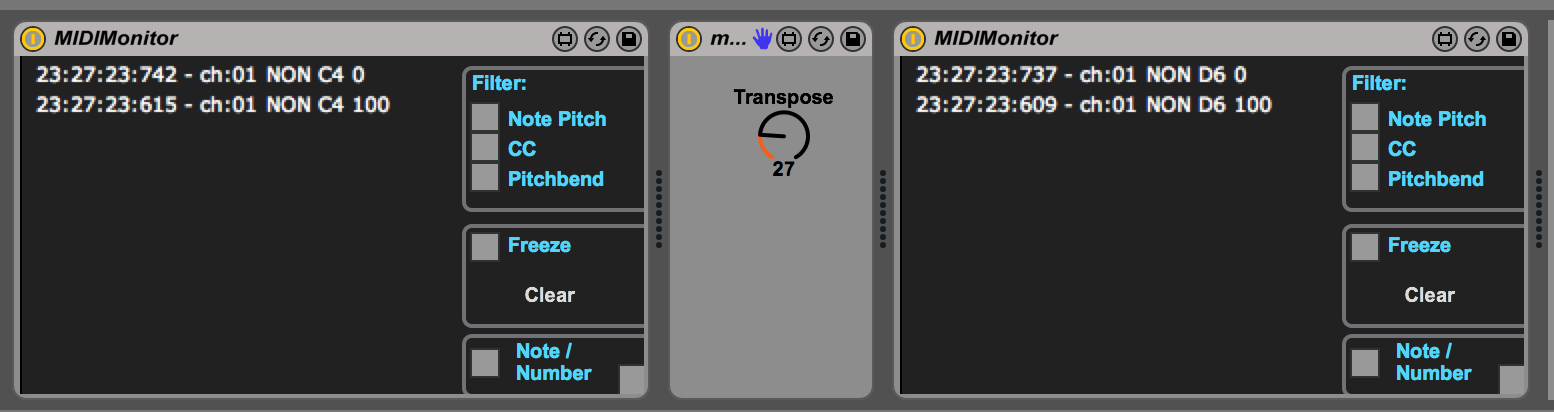 MIDIMonitor
23:27:23:742 - ch:01 NON C4 0
23:27:23:615 - ch:01 NON C4 100
Filter:
Note Pitch
CC
Pitchbend
Freeze
Clear
Note /
Number
m...
Transpose
27
MIDIMonitor
23:27:23:737 - ch:01 NON D6 0
23:27:23:609 - ch:01 NON D6 100
Filter:
Note Pitch
CC
Pitchbend
Freeze
Clear
Note /
Number